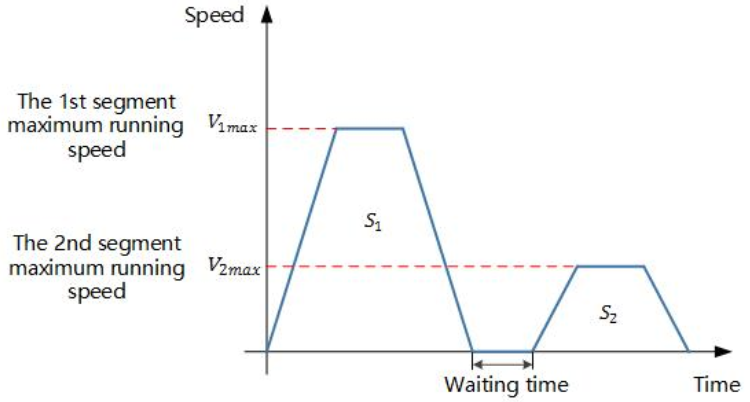 Speed
The 1st segment
maximum running
speed
V1max
S1
The 2nd segment
maximum running
speed
V2max
S2
Waiting time
Time